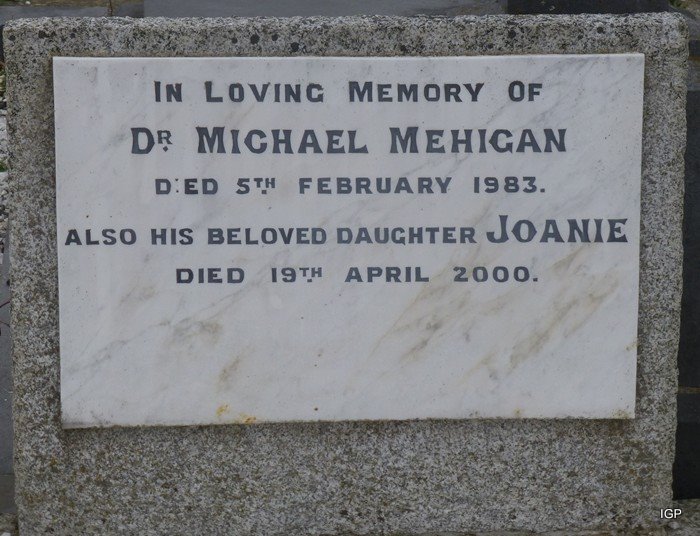 IN LOVING MEMORY OF
DR. MICHAEL MEHIGAN
DIED 5TH. FEBRUARY 1983.
ALSO HIS BELOVED DAUGHTER JOANIE
DIED 19TH. APRIL 2000.
IGP